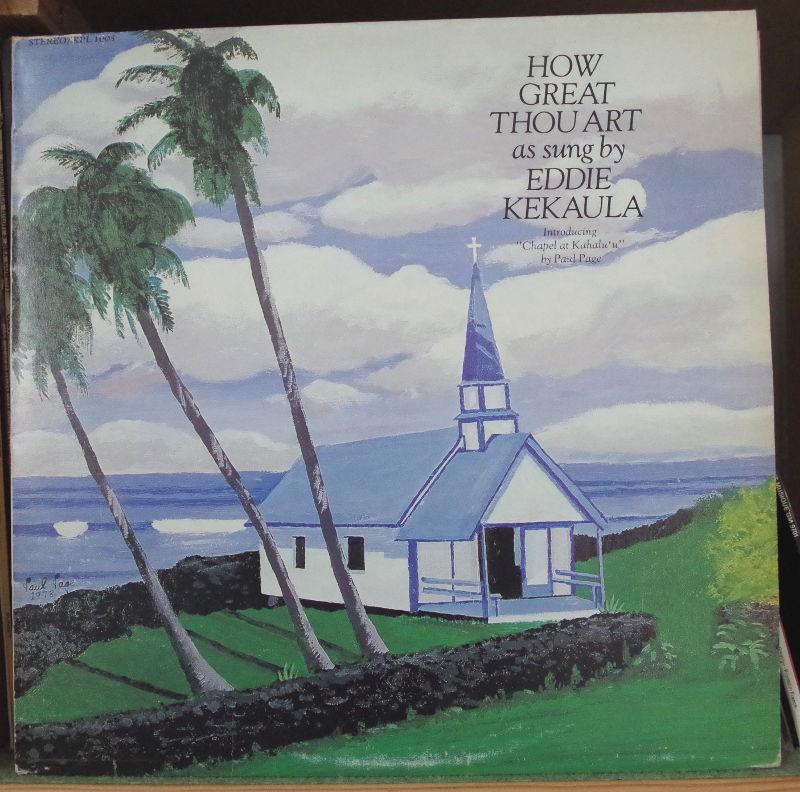 STEREO/KPL 1005
HOW
GREAT
THOU ART
as sung by
EDDIE
KEKAULA
Introducing
"Chapel at Kahalu'u"
by Paul Page
Paul Page
1978